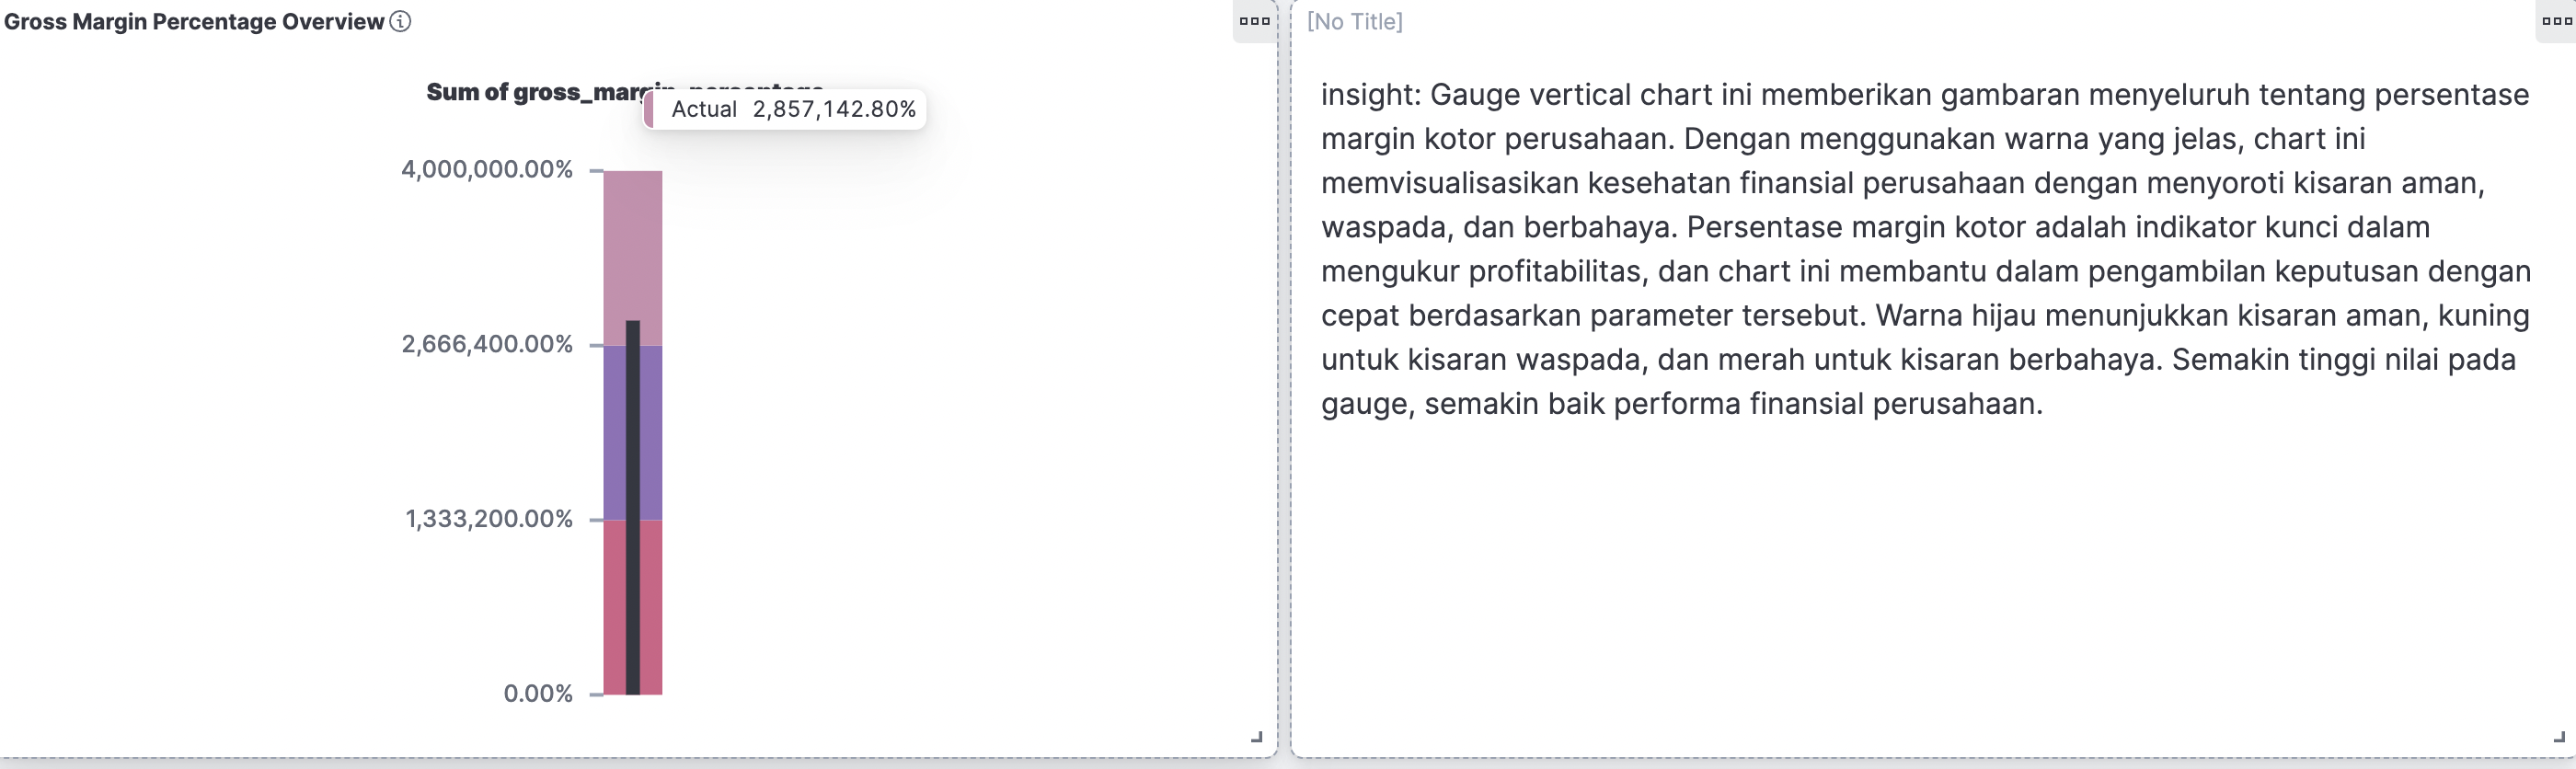 Gross Margin Percentage Overview
[No Title]
Sum of gross_margin_percentage
Actual 2,857,142.80%
4,000,000.00%
2,666,400.00%
1,333,200.00%
0.00%
insight: Gauge vertical chart ini memberikan gambaran menyeluruh tentang persentase
margin kotor perusahaan. Dengan menggunakan warna yang jelas, chart ini
memvisualisasikan kesehatan finansial perusahaan dengan menyoroti kisaran aman,
waspada, dan berbahaya. Persentase margin kotor adalah indikator kunci dalam
mengukur profitabilitas, dan chart ini membantu dalam pengambilan keputusan dengan
cepat berdasarkan parameter tersebut. Warna hijau menunjukkan kisaran aman, kuning
untuk kisaran waspada, dan merah untuk kisaran berbahaya. Semakin tinggi nilai pada
gauge, semakin baik performa finansial perusahaan.